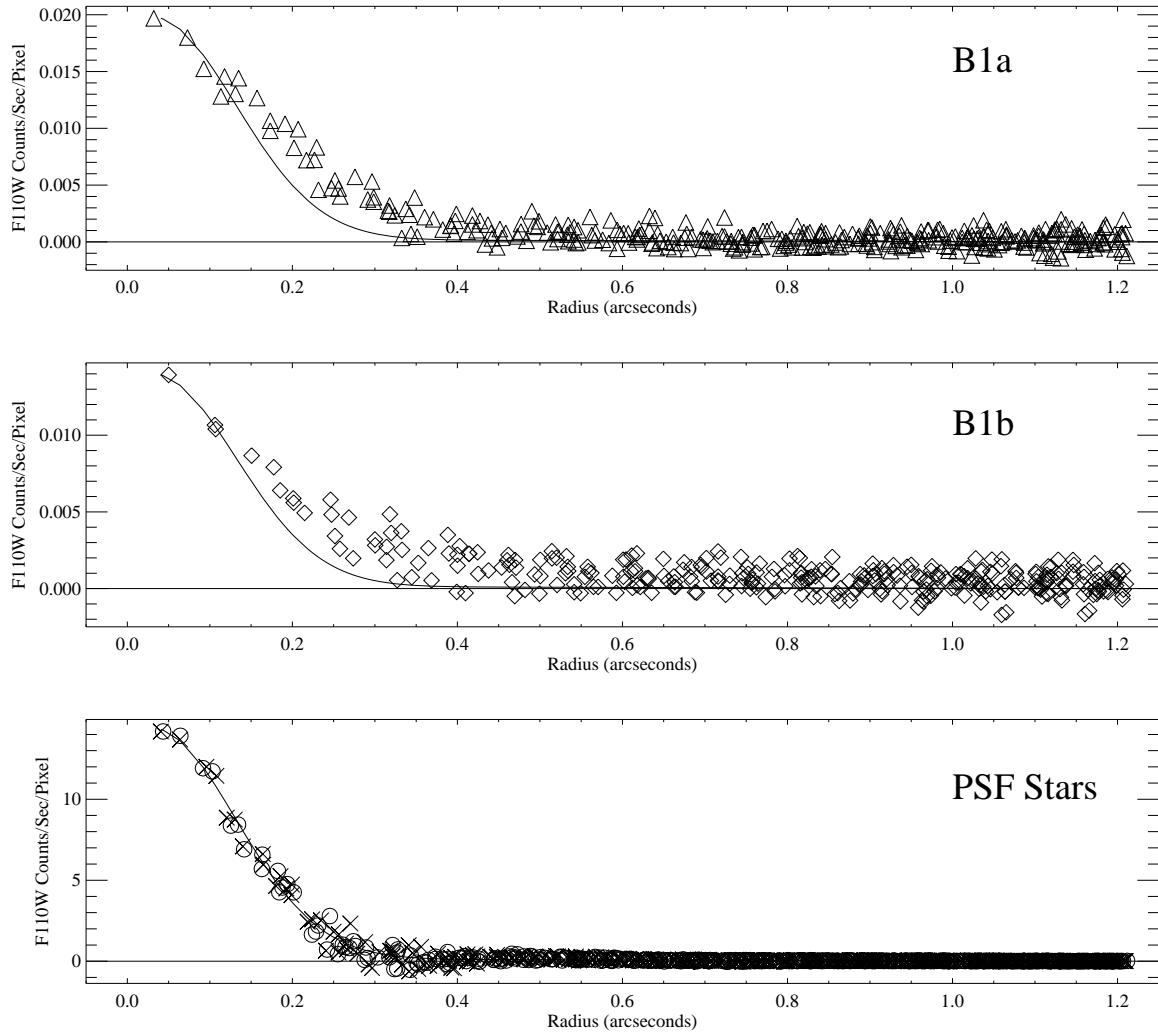 0.020
0.015
0.010
0.005
0.000
F110W Counts/Sec/Pixel
B1a
0.0 0.2 0.4 0.6 0.8 1.0 1.2
Radius (arcseconds)
0.010
0.005
0.000
F110W Counts/Sec/Pixel
B1b
0.0 0.2 0.4 0.6 0.8 1.0 1.2
Radius (arcseconds)
10
5
0
F110W Counts/Sec/Pixel
PSF Stars
0.0 0.2 0.4 0.6 0.8 1.0 1.2
Radius (arcseconds)